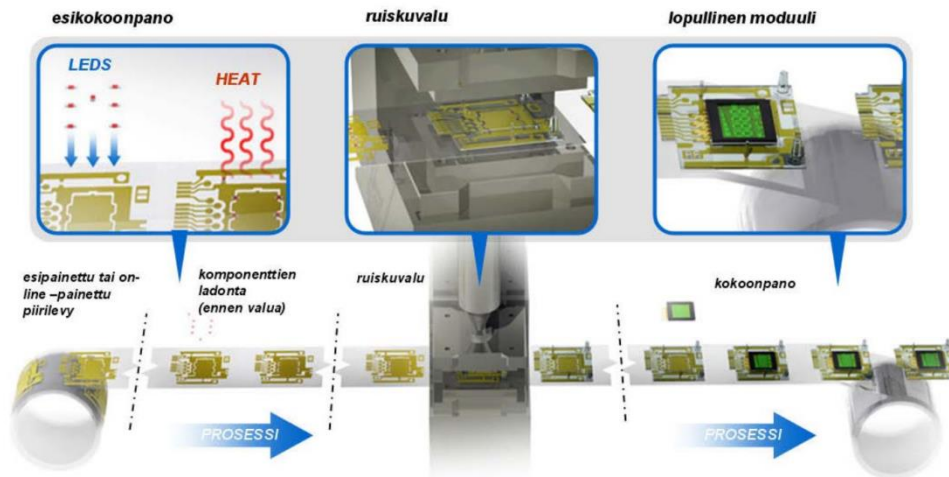 esikokoonpano
ruiskuvalu
lopullinen moduuli
LEDS
HEAT
esipainettu tai on-
line –painettu
piirilevy
komponenttien
ladonta
(ennen valua)
ruiskuvalu
kokoonpano
PROSESSI
PROSESSI